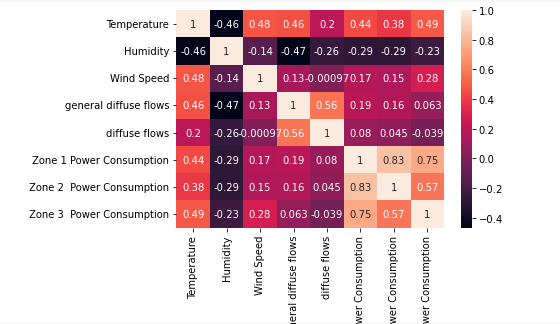 Temperature 1 -0.46 0.48 0.46 0.2 0.44 0.38 0.49
Humidity -0.46 1 -0.14 -0.47 -0.26 -0.29 -0.29 -0.23
Wind Speed 0.48 -0.14 1 0.13 -0.00097 0.17 0.15 0.28
general diffuse flows 0.46 -0.47 0.13 1 0.56 0.19 0.16 0.063
diffuse flows 0.2 -0.26 -0.00097 0.56 1 0.08 0.045 -0.039
Zone 1 Power Consumption 0.44 -0.29 0.17 0.19 0.08 1 0.83 0.75
Zone 2 Power Consumption 0.38 -0.29 0.15 0.16 0.045 0.83 1 0.57
Zone 3 Power Consumption 0.49 -0.23 0.28 0.063 -0.039 0.75 0.57 1
Temperature
Humidity
Wind Speed
diffuse flows
diffuse flows
Consumption
Consumption
Consumption
1.0
0.8
0.6
0.4
0.2
0.0
−0.2
−0.4